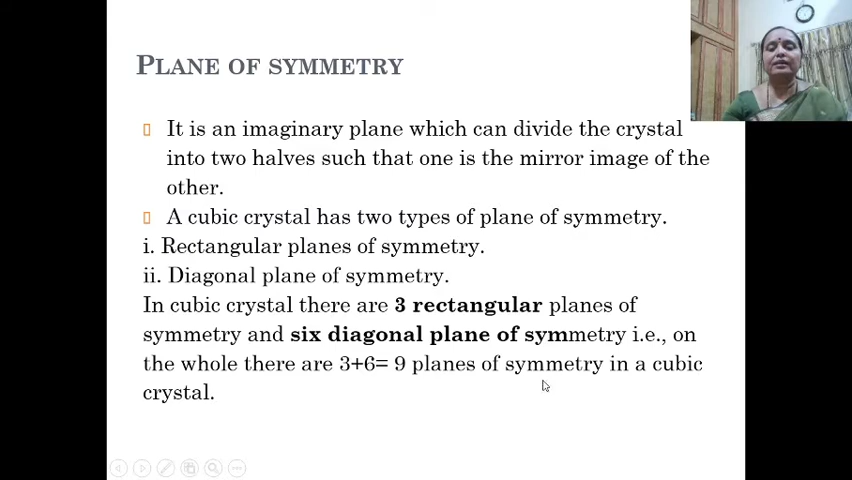 PLANE OF SYMMETRY
It is an imaginary plane which can divide the crystal
into two halves such that one is the mirror image of the
other.
A cubic crystal has two types of plane of symmetry.
i. Rectangular planes of symmetry.
ii. Diagonal plane of symmetry.
In cubic crystal there are 3 rectangular planes of
symmetry and six diagonal plane of symmetry i.e., on
the whole there are 3+6= 9 planes of symmetry in a cubic
crystal.